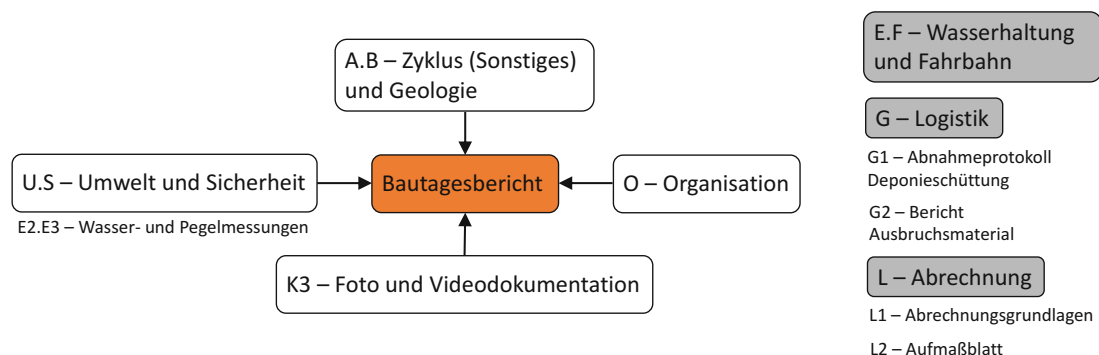 A.B – Zyklus (Sonstiges)
und Geologie
U.S – Umwelt und Sicherheit
Bautagesbericht
O – Organisation
E2.E3 – Wasser- und Pegelmessungen
K3 – Foto und Videodokumentation
E.F – Wasserhaltung
und Fahrbahn
G – Logistik
G1 – Abnahmeprotokoll
Deponieschüttung
G2 – Bericht
Ausbruchsmaterial
L – Abrechnung
L1 – Abrechnungsgrundlagen
L2 – Aufmaßblatt